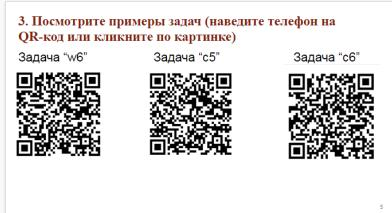 3. Посмотрите примеры задач (наведите телефон на
QR-код или кликните по картинке)
Задача “w6” Задача “c5” Задача “c6”
5